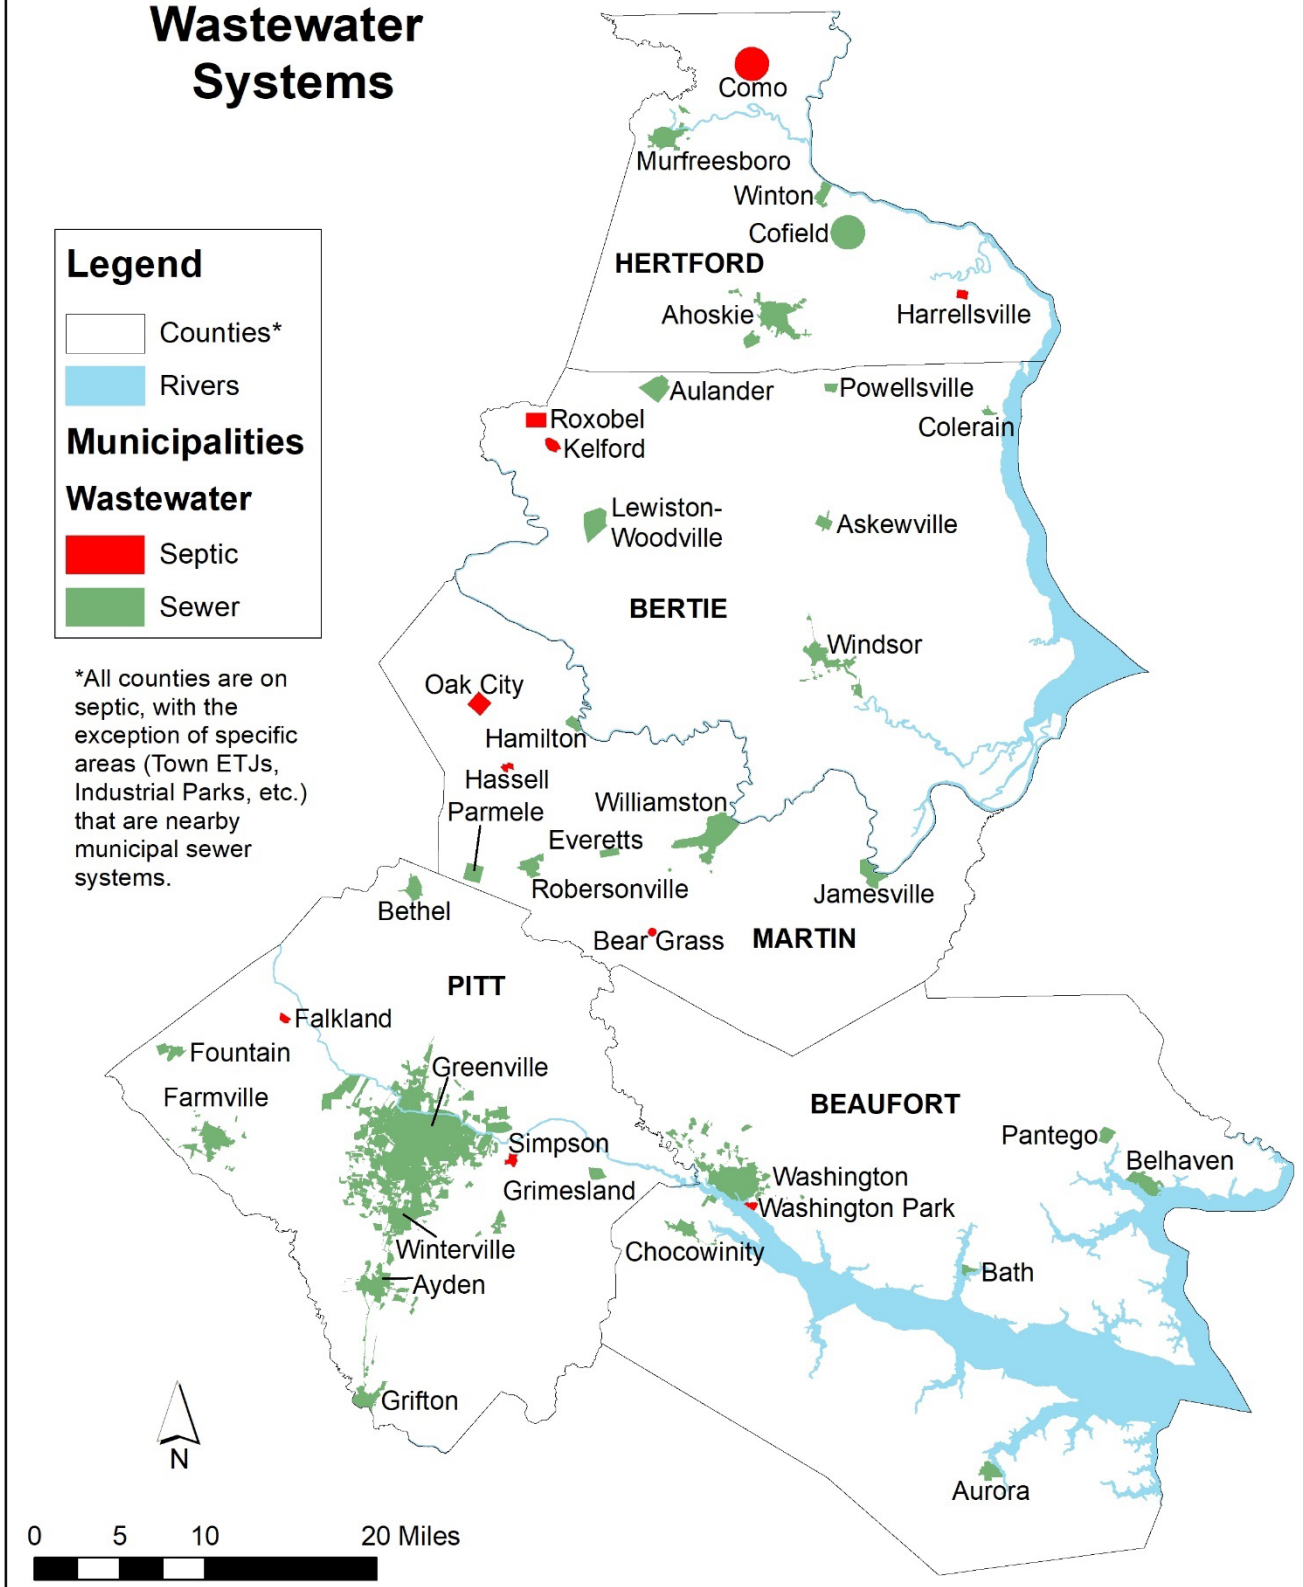 Wastewater
Systems
Como
Murfreesboro
Winton
Cofield
HERTFORD
Ahoskie
Harrellsville
Legend
Counties*
Rivers
Municipalities
Wastewater
Septic
Sewer
*All counties are on
septic, with the
exception of specific
areas (Town ETJs,
Industrial Parks, etc.)
that are nearby
municipal sewer
systems.
Aulander
Powellsville
Colerain
Roxobel
Kelford
Lewiston-
Woodville
Askewville
BERTIE
Windsor
Oak City
Hamilton
Hassell
Parmele
Williamston
Everetts
Robersonville
Jamesville
Bear Grass
MARTIN
Bethel
PITT
Falkland
Fountain
Greenville
Farmville
Simpson
Grimesland
Winterville
Ayden
Grifton
BEAUFORT
Pantego
Belhaven
Washington
Washington Park
Chocowinity
Bath
Aurora
N
0 5 10 20 Miles